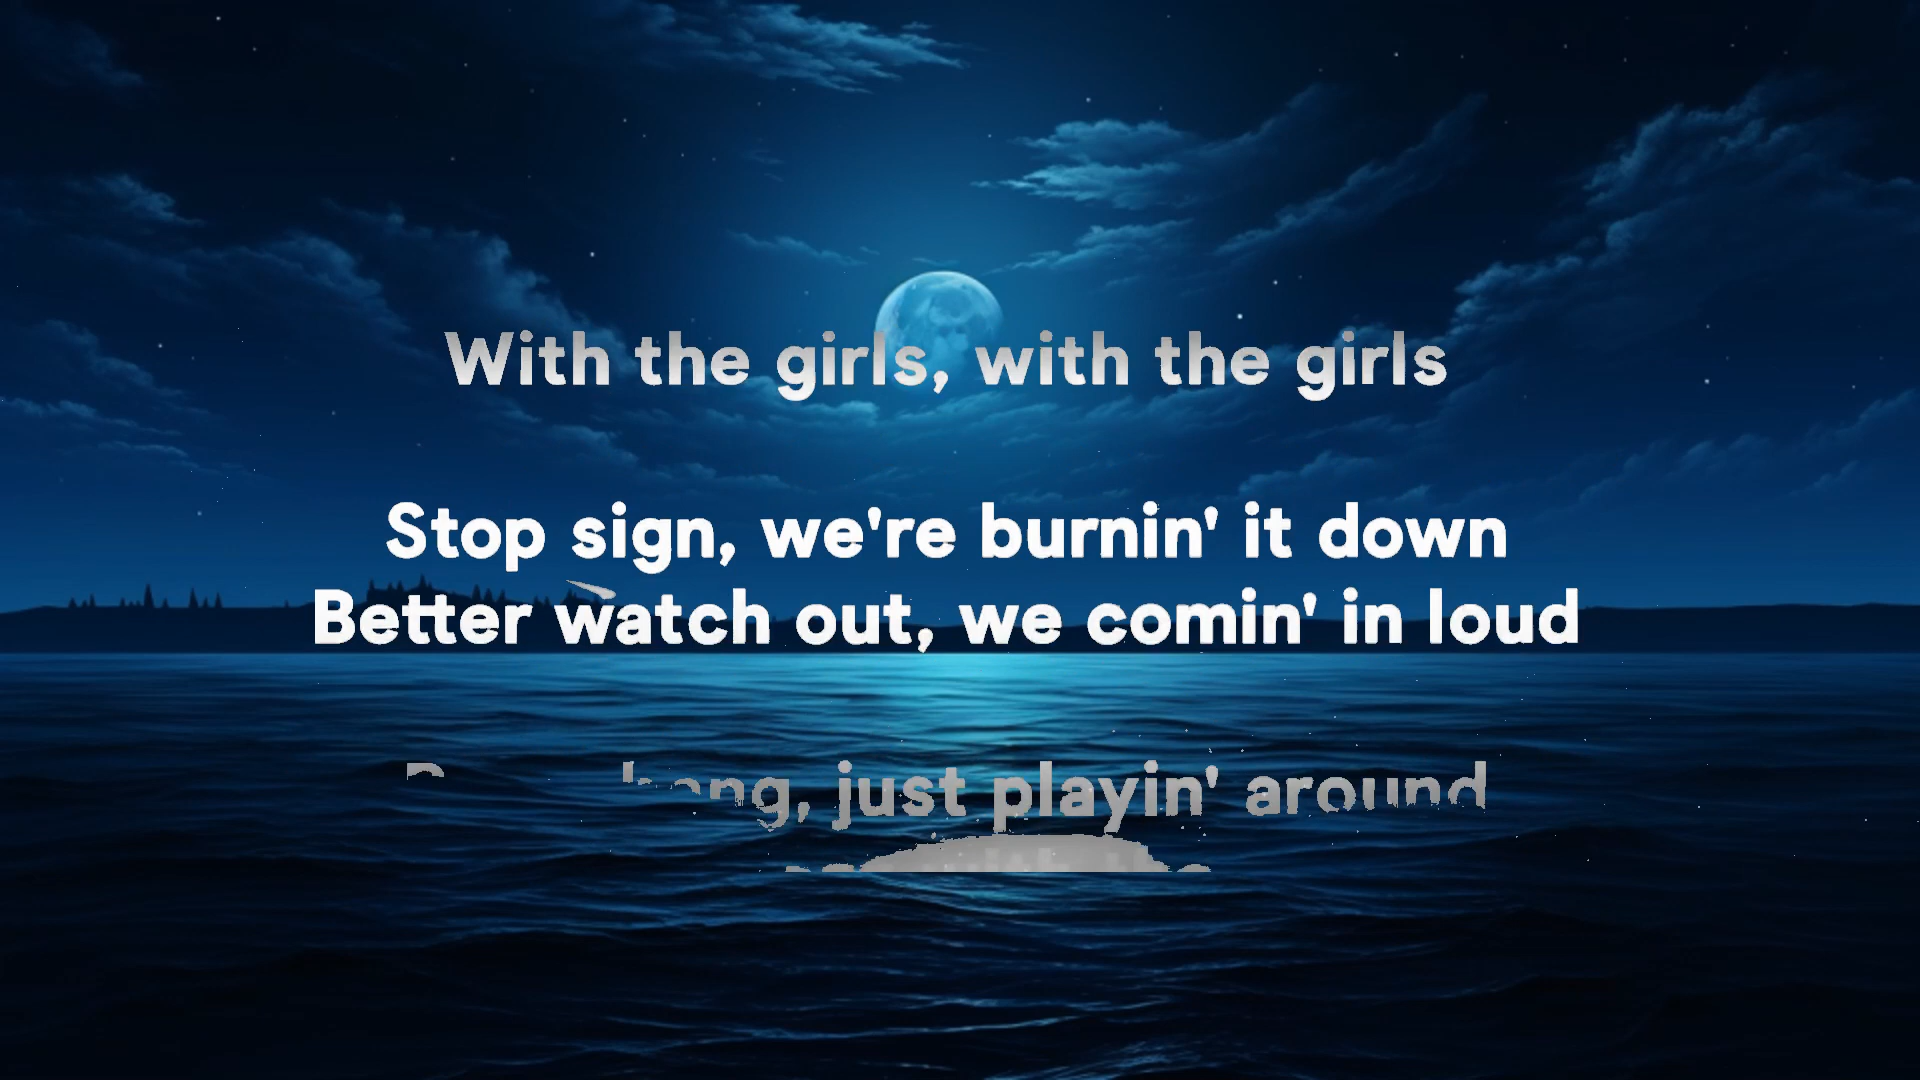 With the girls, with the girls
Stop sign, we're burnin' it down
Better watch out, we comin' in loud
just playin' around